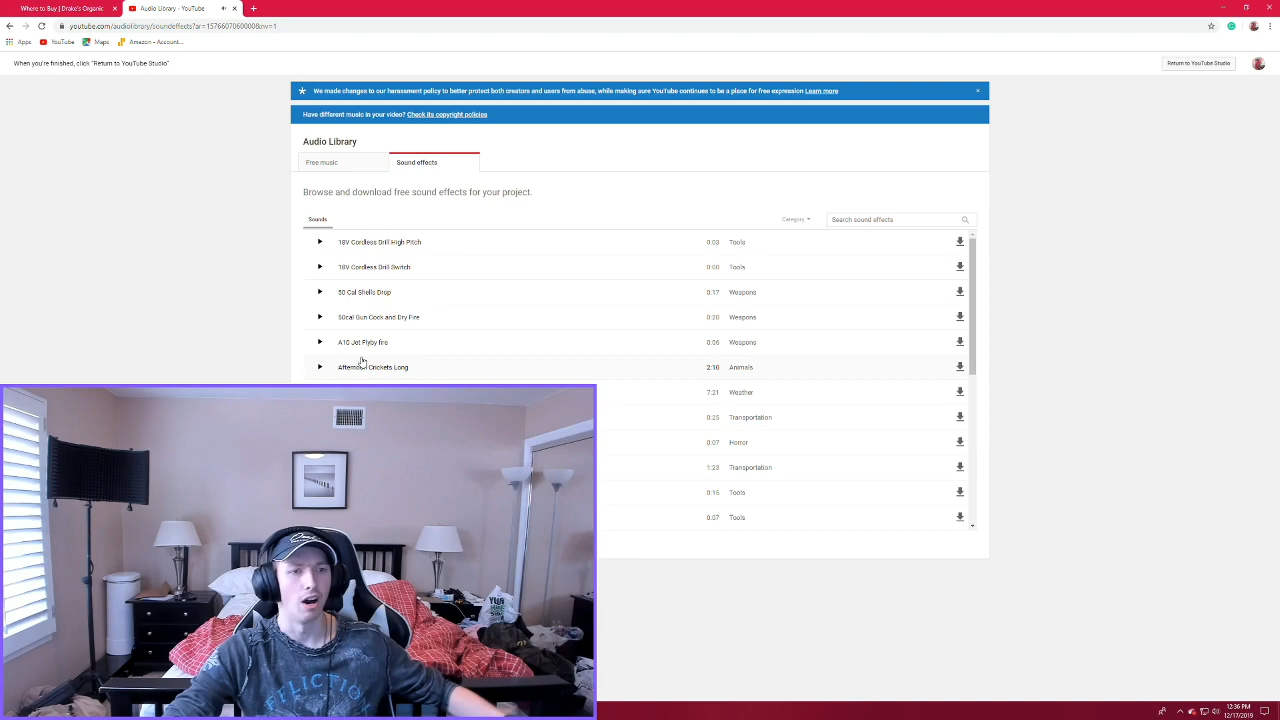 Where to Buy | Drake's Organic
Audio Library - YouTube
youtube.com/audiolibrary/soundeffects?ar=1576607060000&nv=1
Apps
YouTube
Maps
Amazon - Account...
When you're finished, click "Return to YouTube Studio"
Return to YouTube Studio
We made changes to our harassment policy to better protect both creators and users from abuse, while making sure YouTube continues to be a place for free expression Learn more
Have different music in your video? Check its copyright policies
Audio Library
Free music
Sound effects
Browse and download free sound effects for your project.
Sounds
Category
Search sound effects
18V Cordless Drill High Pitch 0:03 Tools
18V Cordless Drill Switch 0:00 Tools
50 Cal Shells Drop 0:17 Weapons
50cal Gun Cock and Dry Fire 0:20 Weapons
A10 Jet Flyby fire 0:06 Weapons
Afternoon Crickets Long 2:10 Animals
7:21 Weather
0:25 Transportation
0:07 Horror
1:23 Transportation
0:15 Tools
0:07 Tools
AFFLICTIO
12:36 PM
12/17/2019